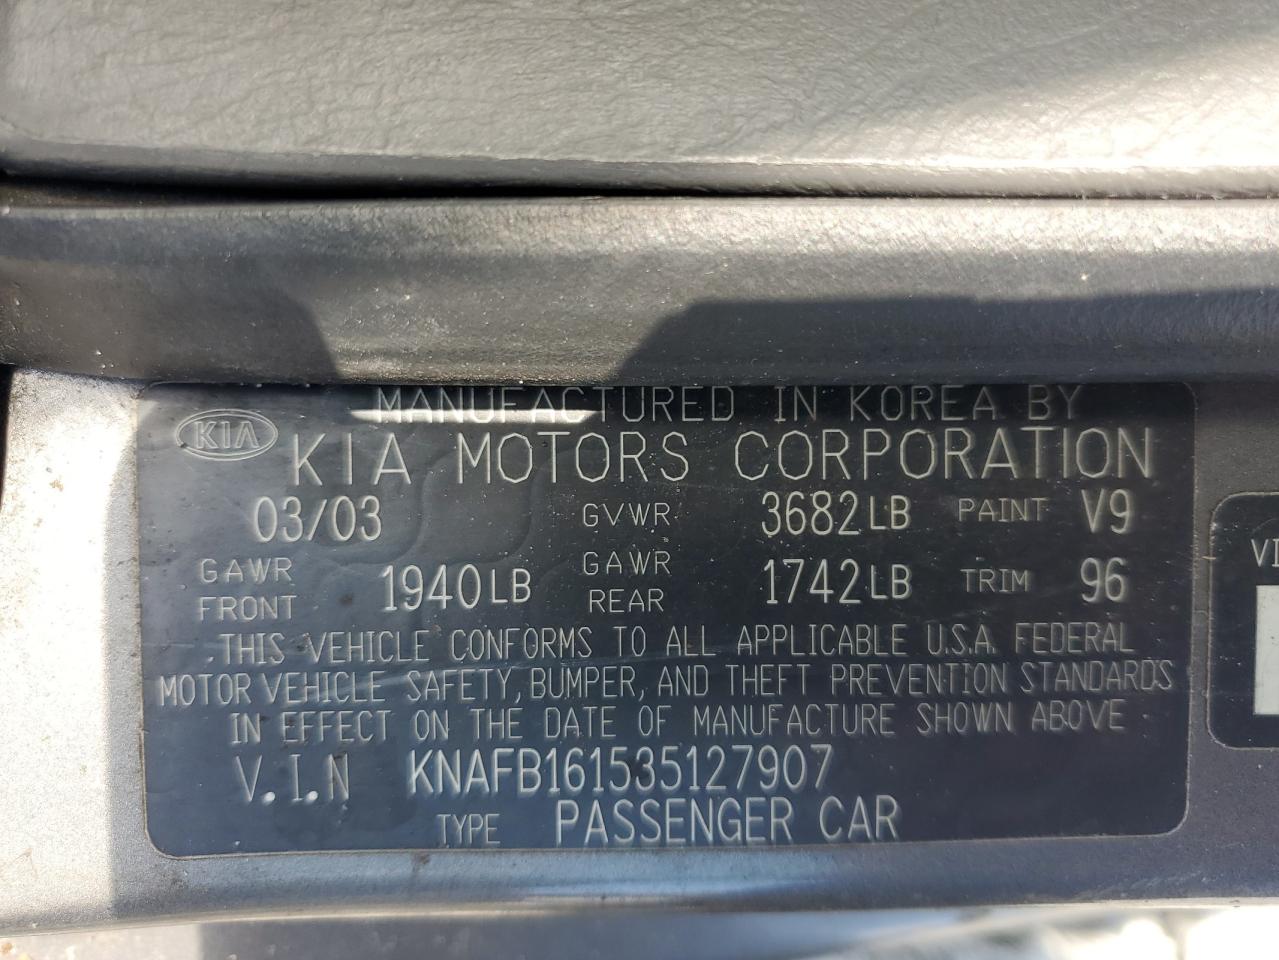 MANUFACTURED IN KOREA BY
KIA KIA MOTORS CORPORATION
03/03 GVWR 3682LB PAINT V9
GAWR FRONT 1940LB GAWR REAR 1742LB TRIM 96
THIS VEHICLE CONFORMS TO ALL APPLICABLE U.S.A. FEDERAL
MOTOR VEHICLE SAFETY, BUMPER, AND THEFT PREVENTION STANDARDS
IN EFFECT ON THE DATE OF MANUFACTURE SHOWN ABOVE
V.I.N KNAFB161535127907
TYPE PASSENGER CAR
VI